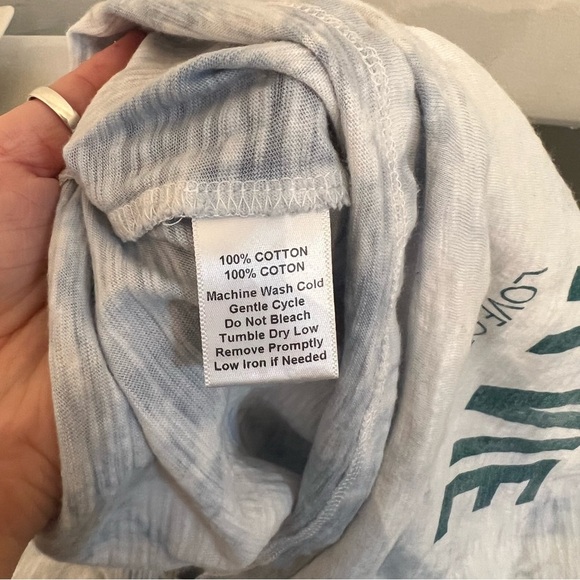 100% COTTON
100% COTON
Machine Wash Cold
Gentle Cycle
Do Not Bleach
Tumble Dry Low
Remove Promptly
Low Iron if Needed
ME